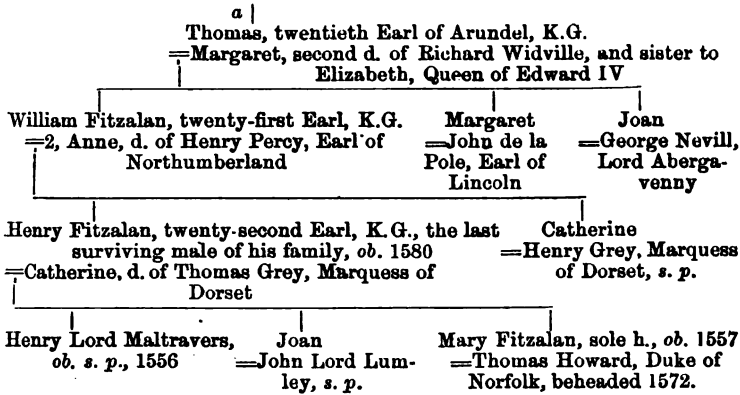 a
Thomas, twentieth Earl of Arundel, K.G.
=Margaret, second d. of Richard Widville, and sister to
Elizabeth, Queen of Edward IV
William Fitzalan, twenty-first Earl, K.G.
=2, Anne, d. of Henry Percy, Earl of
Northumberland
Margaret
=John de la
Pole, Earl of
Lincoln
Joan
=George Nevill,
Lord Aberga-
venny
Henry Fitzalan, twenty-second Earl, K.G., the last
surviving male of his family, ob. 1580
=Catherine, d. of Thomas Grey, Marquess of
Dorset
Catherine
=Henry Grey, Marquess
of Dorset, s. p.
Henry Lord Maltravers,
ob. s. p., 1556
Joan
=John Lord Lum-
ley, s. p.
Mary Fitzalan, sole h., ob. 1557
=Thomas Howard, Duke of
Norfolk, beheaded 1572.